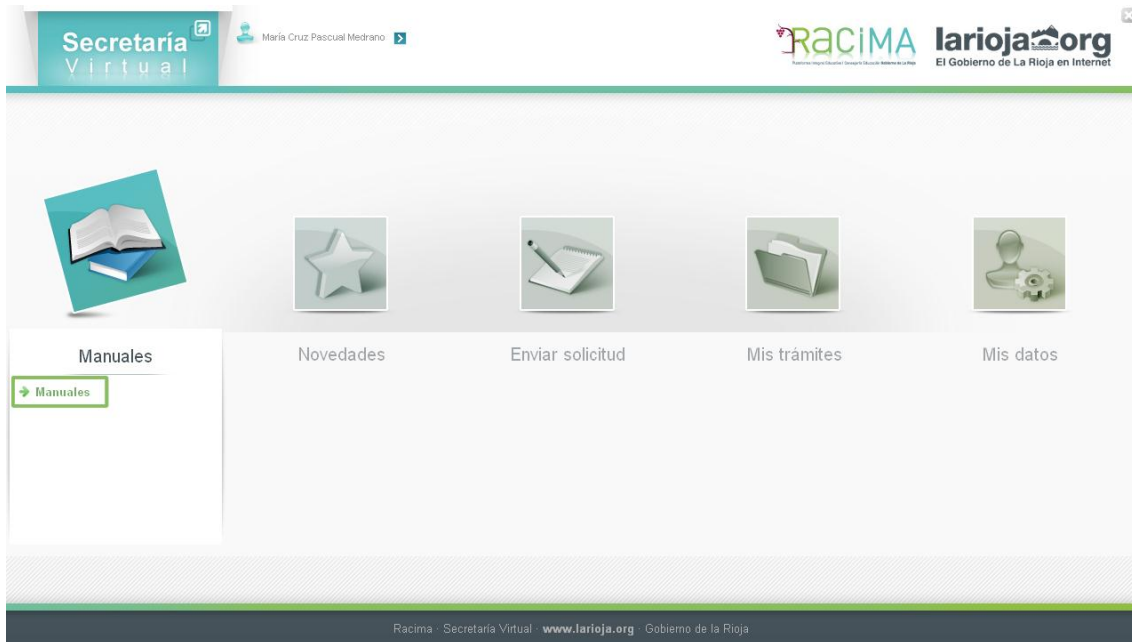 Secretaría
Virtual
María Cruz Pascual Medrano
RACIMA
larioja.org
El Gobierno de La Rioja en Internet
Manuales
Novedades
Enviar solicitud
Mis trámites
Mis datos
Manuales
Racima · Secretaría Virtual · www.larioja.org · Gobierno de la Rioja